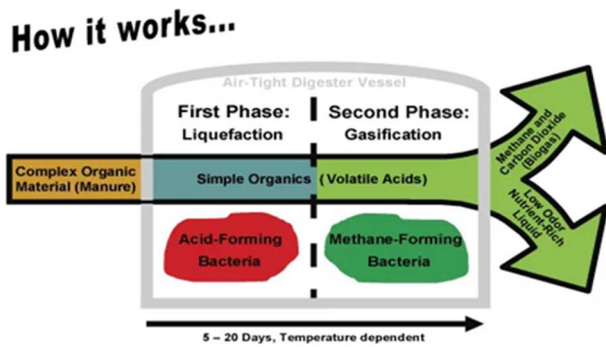 How it works...
Air-Tight Digester Vessel
First Phase:
Liquefaction
Second Phase:
Gasification
Complex Organic
Material (Manure)
Simple Organics
(Volatile Acids)
Methane and
Carbon Dioxide
(Biogas)
Low Odor
Nutrient-Rich
Liquid
Acid-Forming
Bacteria
Methane-Forming
Bacteria
5 – 20 Days, Temperature dependent